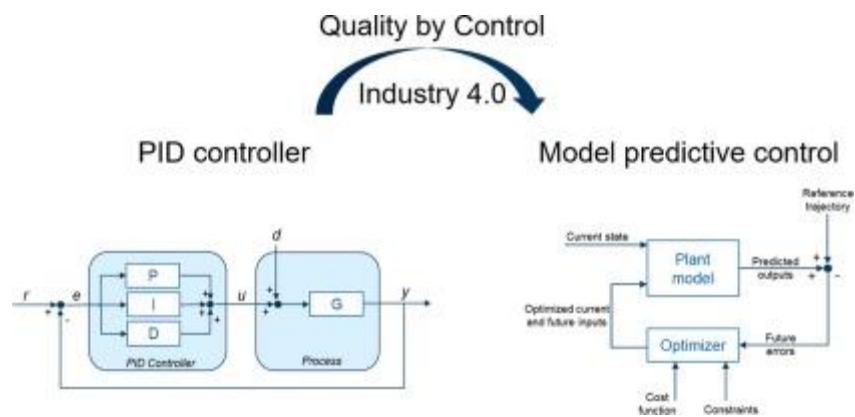 Quality by Control
Industry 4.0
PID controller
Model predictive control
r
+
-
e
P
I
D
+
+
+
PID Controller
u
d
+
+
G
Process
y
Reference
trajectory
Current state
Plant
model
Predicted
outputs
+
+
-
Optimized current
and future inputs
Optimizer
Future
errors
Cost
function
Constraints